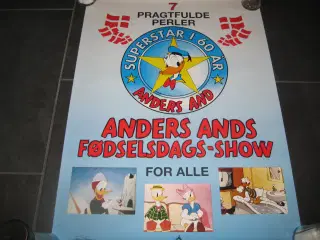 7
PRAGTFULDE
PERLER
SUPERSTAR I 60 ÅR
ANDERS AND
ANDERS ANDS
FØDSELSDAGS-SHOW
FOR ALLE